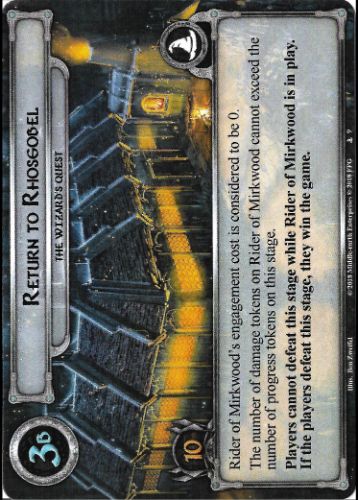 3B
RETURN TO RHOSGOBEL
THE WIZARD'S QUEST
10
Rider of Mirkwood's engagement cost is considered to be 0.
The number of damage tokens on Rider of Mirkwood cannot exceed the
number of progress tokens on this stage.
Players cannot defeat this stage while Rider of Mirkwood is in play.
If the players defeat this stage, they win the game.
Illus. Ben Zweifel
© 2018 Middle-earth Enterprises © 2018 FFG
9